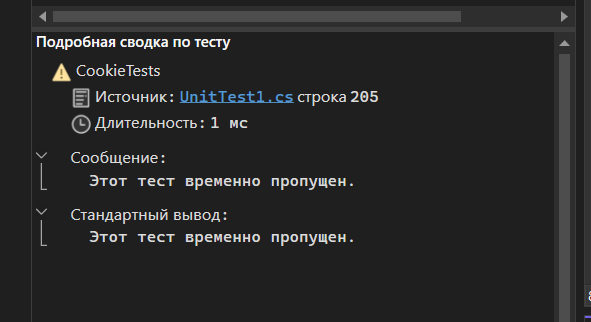 Подробная сводка по тесту
CookieTests
Источник: UnitTest1.cs строка 205
Длительность: 1 мс
Сообщение:
Этот тест временно пропущен.
Стандартный вывод:
Этот тест временно пропущен.